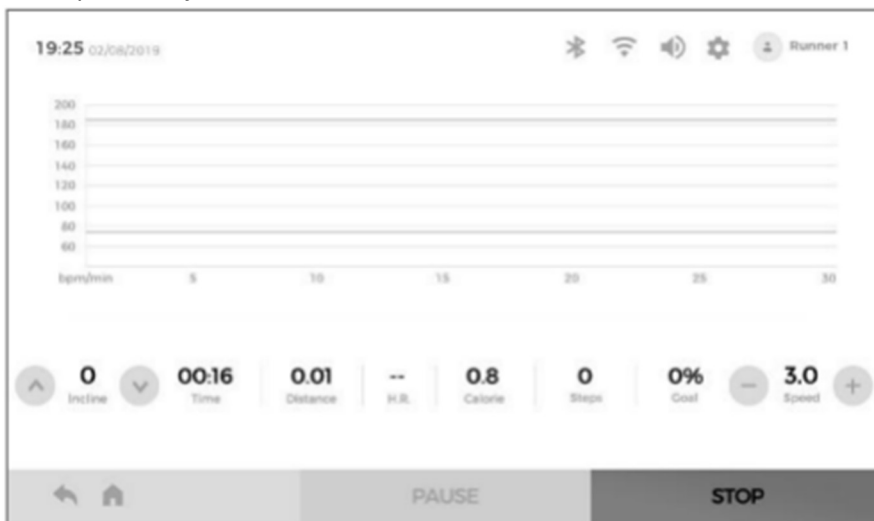 19:25 02/08/2019 Runner 1
200
180
160
140
120
100
80
60
bpm/min 5 10 15 20 25 30
0 00:16 0.01 -- 0.8 0 0% 3.0
Incline Time Distance H.R. Calorie Steps Goal Speed
PAUSE STOP